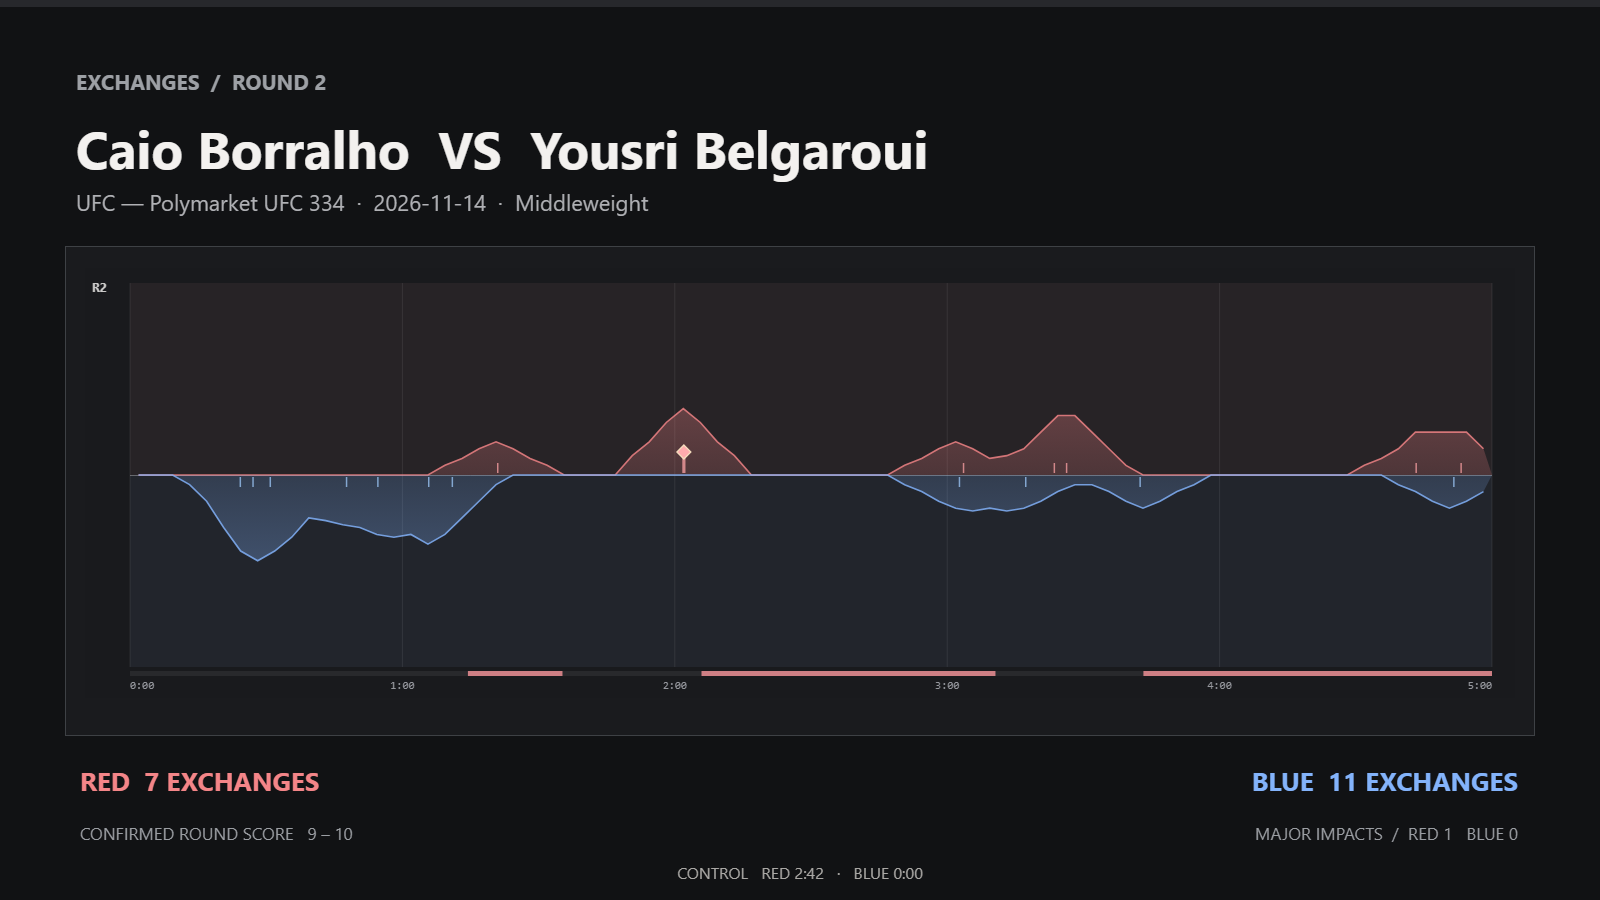 EXCHANGES / ROUND 2
Caio Borralho VS Yousri Belgaroui
UFC — Polymarket UFC 334 · 2026-11-14 · Middleweight
R2
0:00 1:00 2:00 3:00 4:00 5:00
RED 7 EXCHANGES BLUE 11 EXCHANGES
CONFIRMED ROUND SCORE 9 – 10 MAJOR IMPACTS / RED 1 BLUE 0
CONTROL RED 2:42 · BLUE 0:00